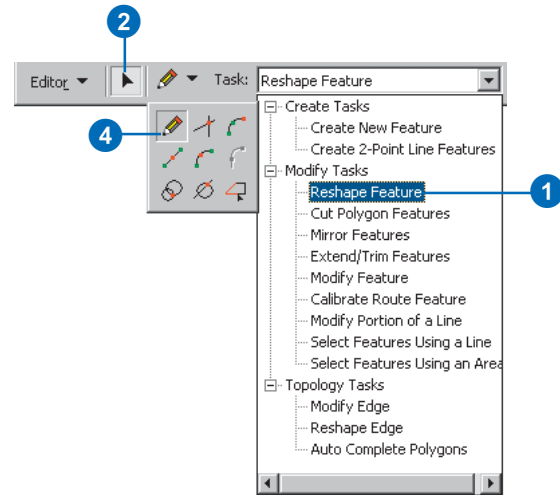 2
Editor Task: Reshape Feature
Create Tasks
4
Create New Feature
Create 2-Point Line Features
Modify Tasks
Reshape Feature
1
Cut Polygon Features
Mirror Features
Extend/Trim Features
Modify Feature
Calibrate Route Feature
Modify Portion of a Line
Select Features Using a Line
Select Features Using an Area
Topology Tasks
Modify Edge
Reshape Edge
Auto Complete Polygons